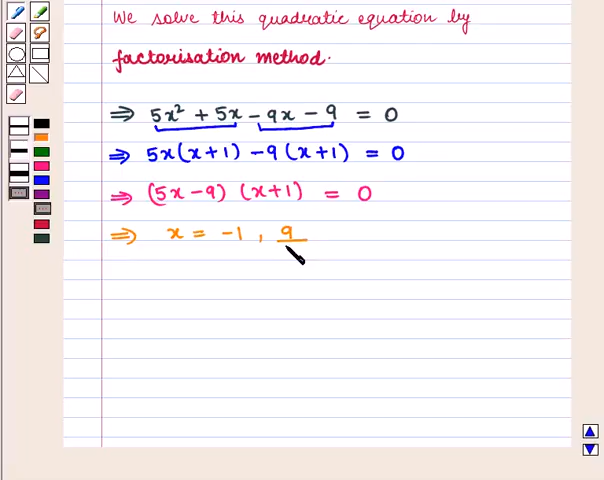 We solve this quadratic equation by
factorisation method.
⇒ 5x² + 5x - 9x - 9 = 0
⇒ 5x(x+1) - 9(x+1) = 0
⇒ (5x-9) (x+1) = 0
⇒ x = -1, 9